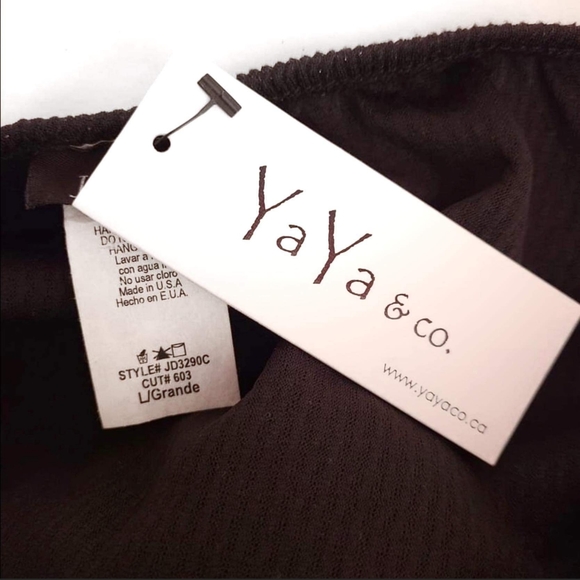 YaYa & co.
www.yayaco.ca
DO
HANG
Lavar a
con agua
No usar cloro
Made in U.S.A
Hecho en E.U.A.
STYLE# JD3290C
CUT# 603
L/Grande